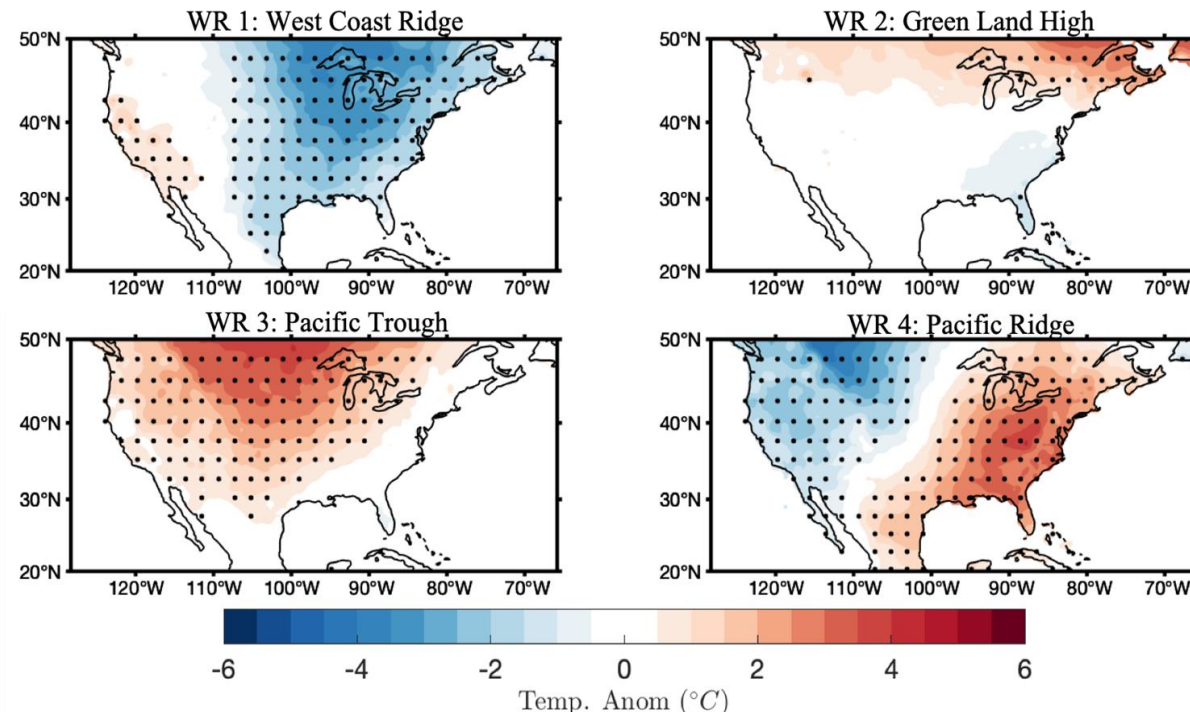 WR 1: West Coast Ridge
50°N
40°N
30°N
20°N
120°W 110°W 100°W 90°W 80°W 70°W
WR 2: Green Land High
50°N
40°N
30°N
20°N
120°W 110°W 100°W 90°W 80°W 70°W
WR 3: Pacific Trough
50°N
40°N
30°N
20°N
120°W 110°W 100°W 90°W 80°W 70°W
WR 4: Pacific Ridge
50°N
40°N
30°N
20°N
120°W 110°W 100°W 90°W 80°W 70°W
-6 -4 -2 0 2 4 6
Temp. Anom (°C)